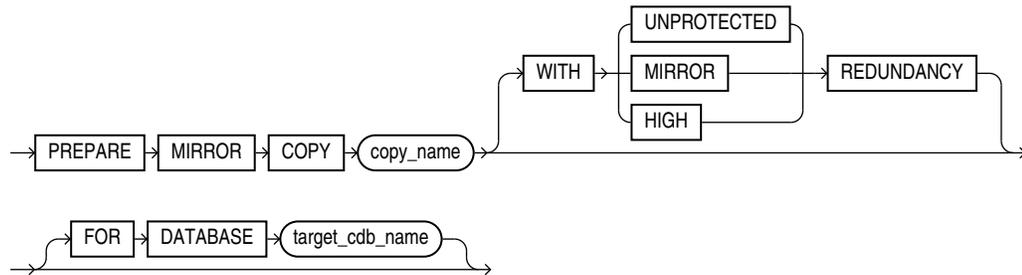 UNPROTECTED
WITH MIRROR REDUNDANCY
HIGH
PREPARE MIRROR COPY copy_name
FOR DATABASE target_cdb_name